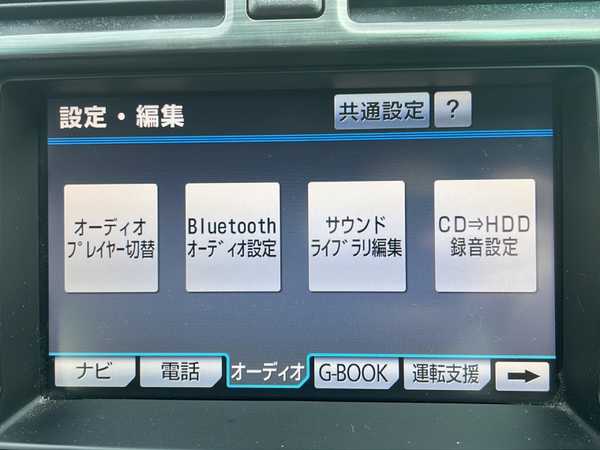 設定・編集
共通設定
?
オーディオ
プレイヤー切替
Bluetooth
オーディオ設定
サウンド
ライブラリ編集
CD⇒HDD
録音設定
ナビ
電話
オーディオ
G-BOOK
運転支援
→